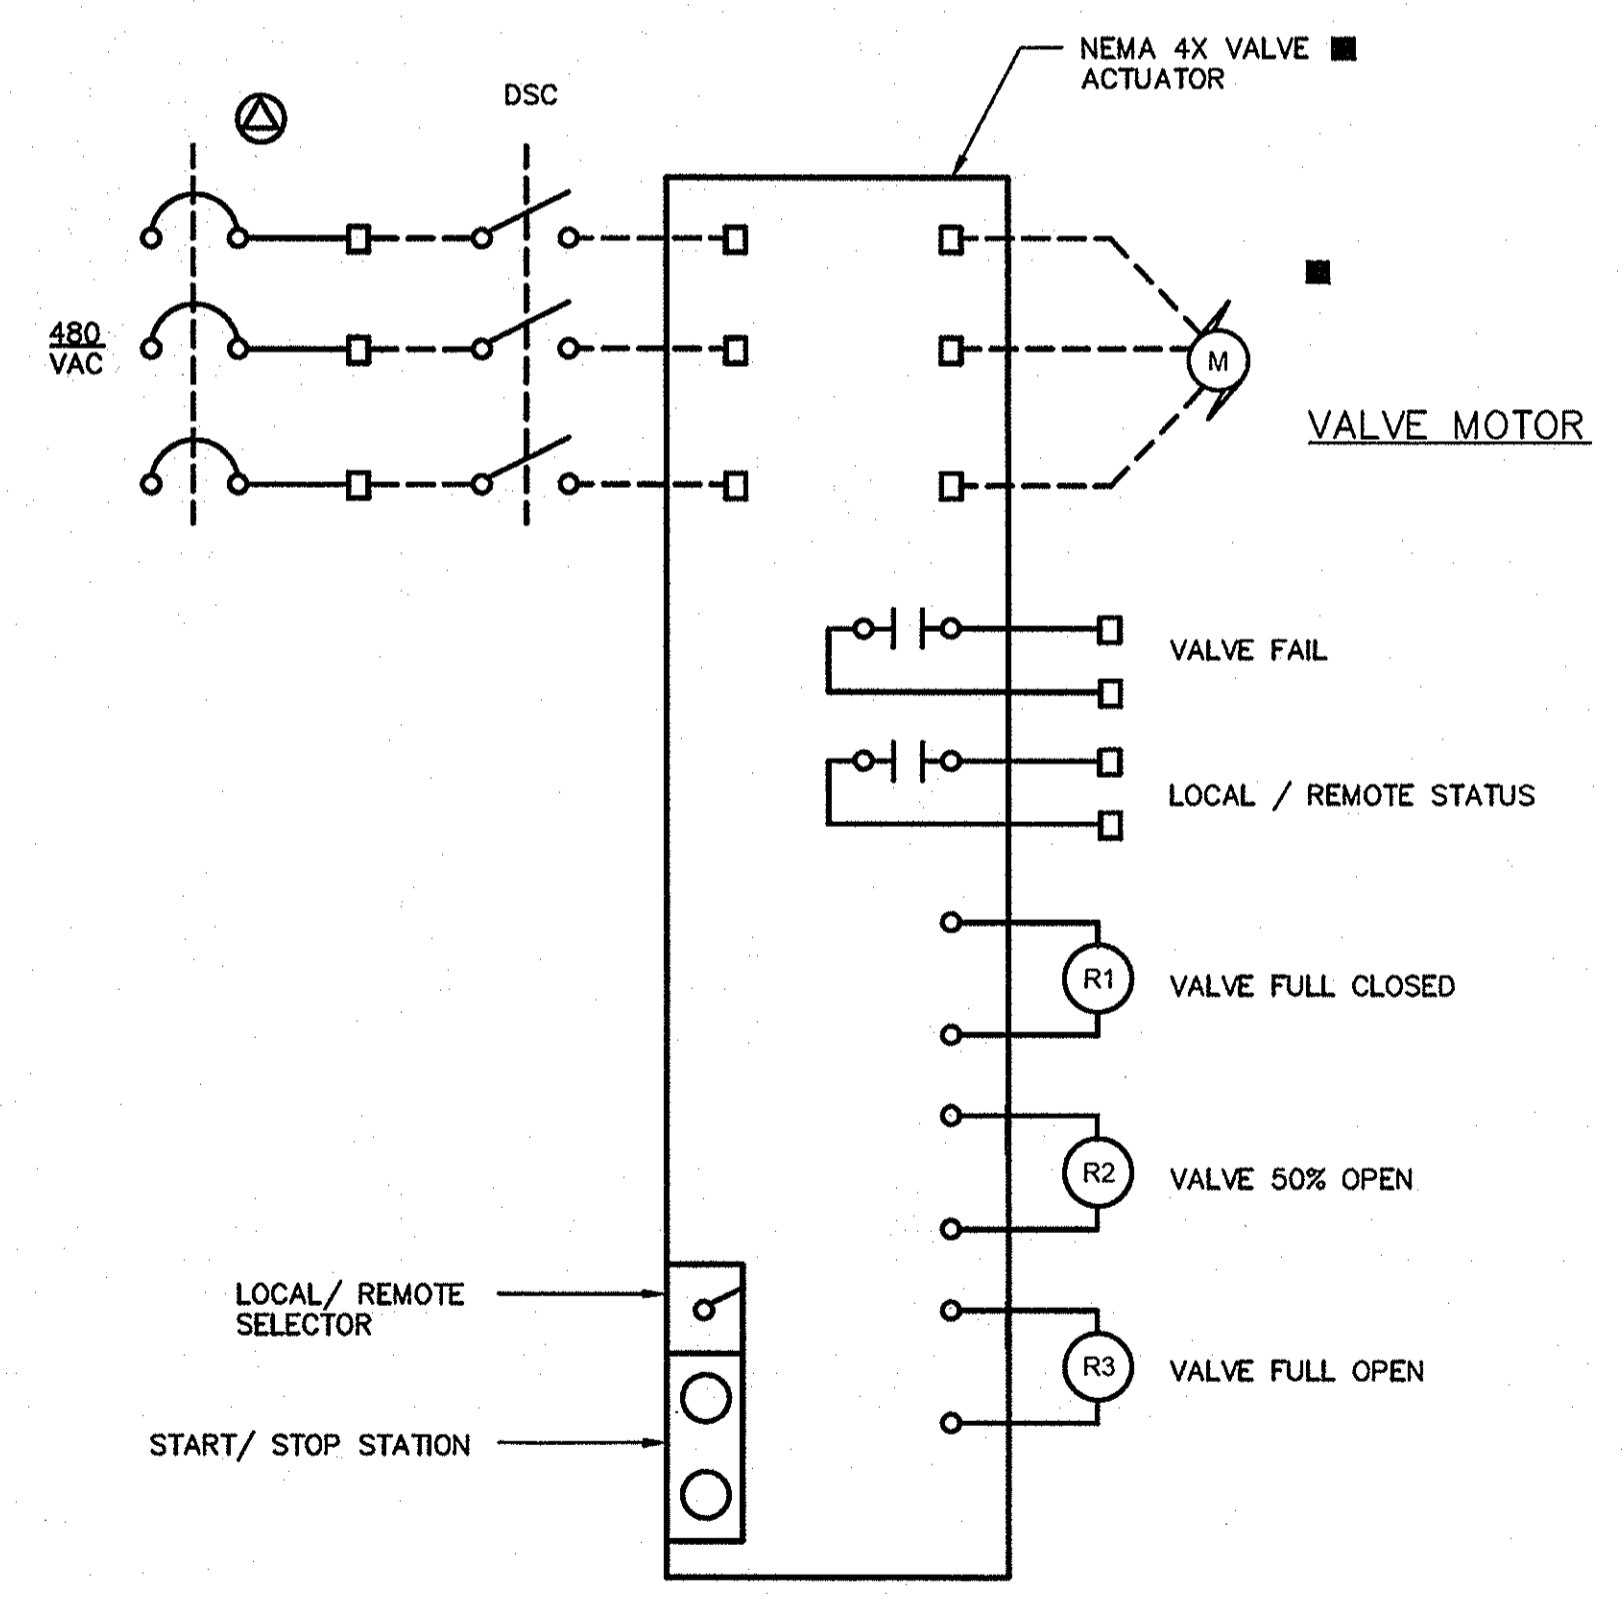 NEMA 4X VALVE
ACTUATOR
DSC
480
VAC
M
VALVE MOTOR
VALVE FAIL
LOCAL / REMOTE STATUS
R1
VALVE FULL CLOSED
R2
VALVE 50% OPEN
LOCAL/ REMOTE
SELECTOR
R3
VALVE FULL OPEN
START/ STOP STATION